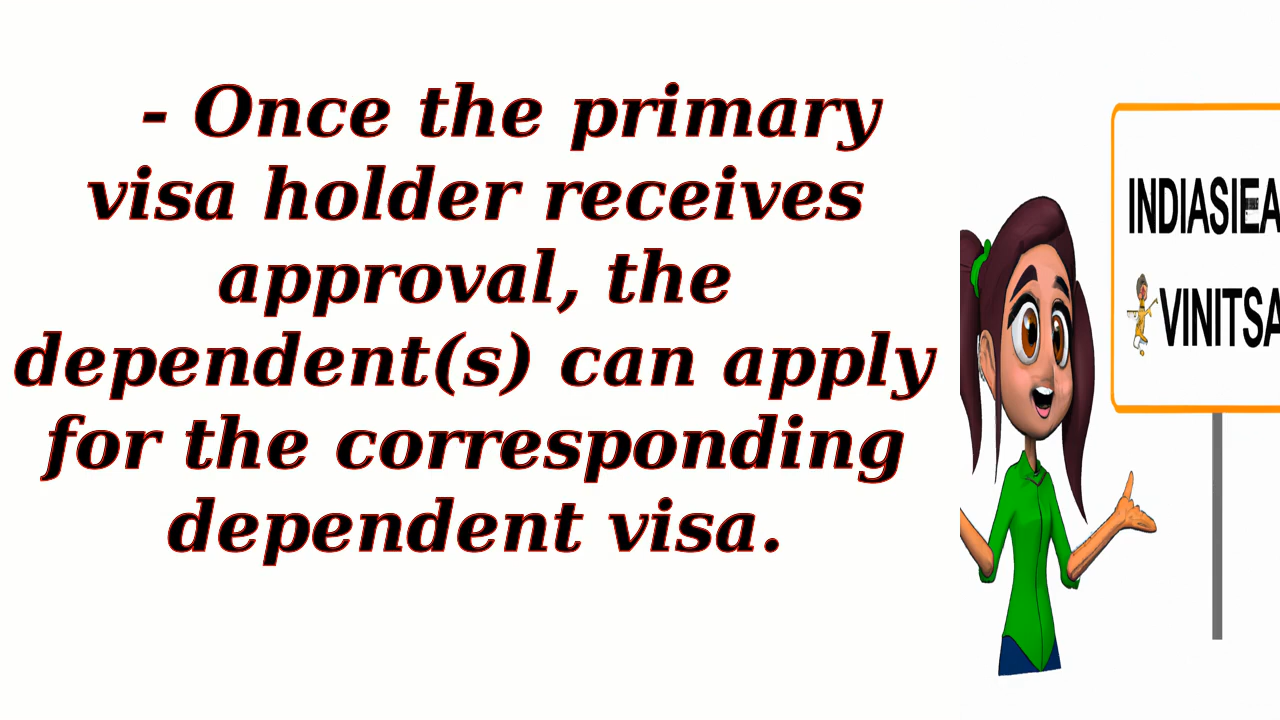 - Once the primary
visa holder receives
approval, the
dependent(s) can apply
for the corresponding
dependent visa.
INDIASIEA
VINITSA